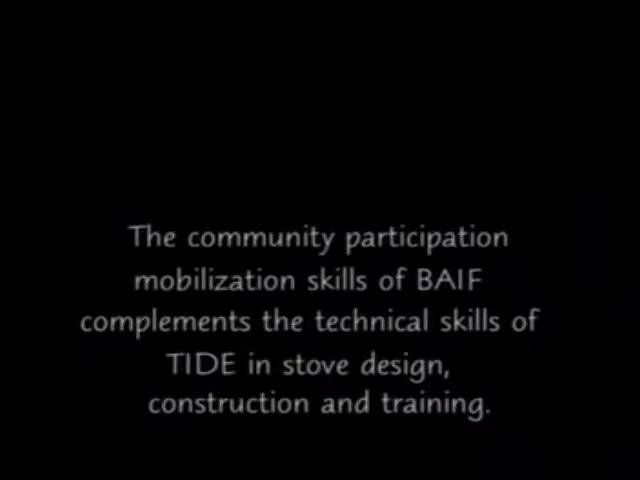 The community participation
mobilization skills of BAIF
complements the technical skills of
TIDE in stove design,
construction and training.